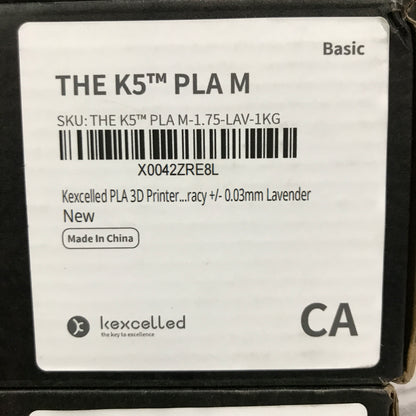 Basic
THE K5™ PLA M
SKU: THE K5™ PLA M-1.75-LAV-1KG
X0042ZRE8L
Kexcelled PLA 3D Printer...racy +/- 0.03mm Lavender
New
Made In China
kexcelled
the key to excellence
CA